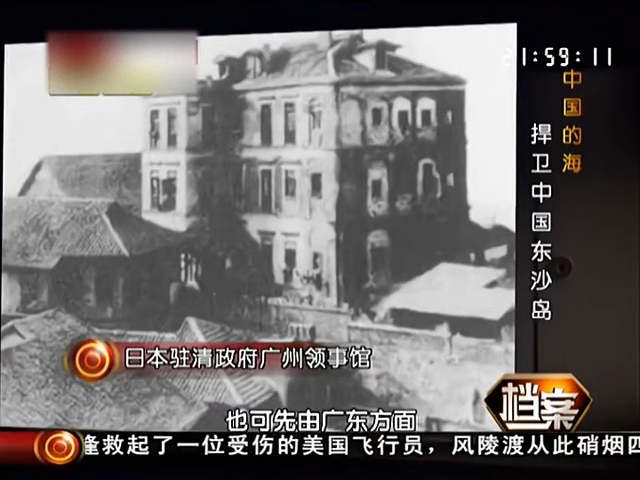 21:59:11
中国的海
捍卫中国东沙岛
日本驻清政府广州领事馆
档案
也可先由广东方面
逢救起了一位受伤的美国飞行员，风陵渡从此硝烟四